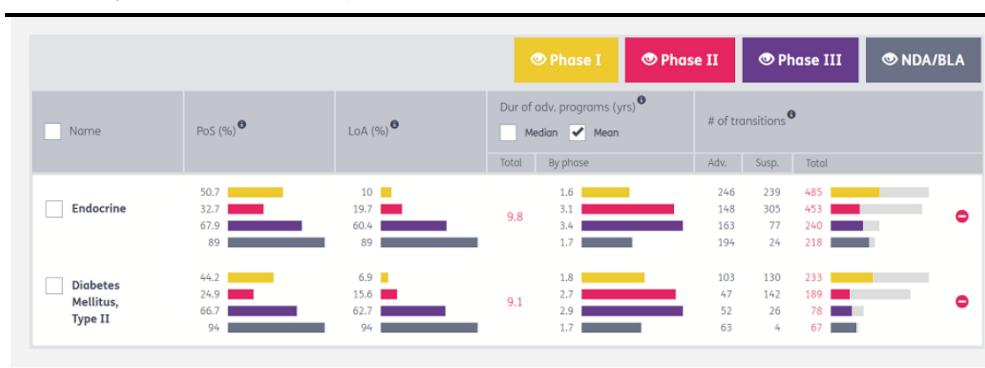 Phase I Phase II Phase III NDA/BLA
Name PoS (%) LoA (%) Dur of adv. programs (yrs) # of transitions
Median Mean
Total By phase Adv. Susp. Total
Endocrine
50.7 10 1.6 246 239 485
32.7 19.7 3.1 148 305 453
9.8
67.9 60.4 3.4 163 77 240
89 89 1.7 194 24 218
Diabetes
Mellitus,
Type II
44.2 6.9 1.8 103 130 233
24.9 15.6 2.7 47 142 189
9.1
66.7 62.7 2.9 52 26 78
94 94 1.7 63 4 67